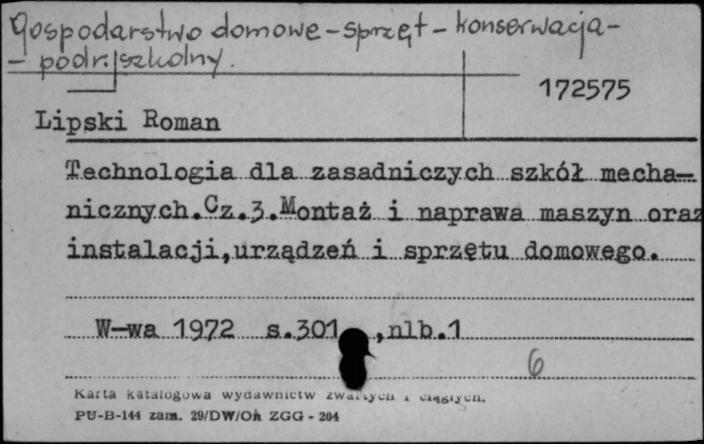 Gospodarstwo domowe - sprzęt - konserwacja -
- podr. szkolny.
172575
Lipski Roman
Technologia dla zasadniczych szkół mecha-
nicznych.Cz.3.Montaż i naprawa maszyn oraz
instalacji,urządzeń i sprzętu domowego.
W-wa 1972 s.301 ,nlb.1
6
Karta katalogowa wydawnictw zwartych i ciągłych.
PU-B-144 zam. 29/DW/Oh ZGG - 204